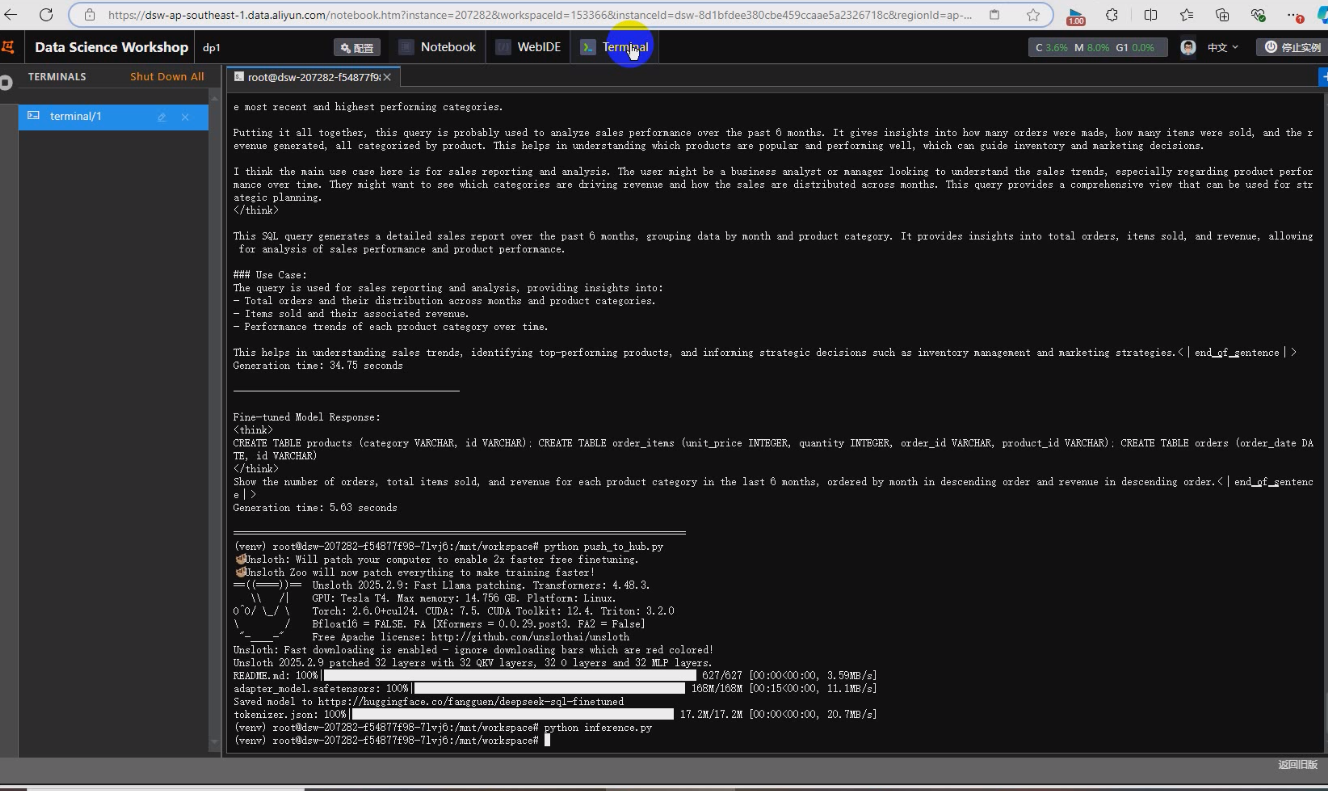 https://dsw-ap-southeast-1.data.aliyun.com/notebook.htm?instance=207282&workspaceId=153366&instanceId=dsw-8d1bfdee380cbe459ccaae5a2326718c&regionId=ap-...
1.00
Data Science Workshop
dp1
配置
Notebook
WebIDE
Terminal
C 3.6% M 8.0% G1 0.0%
中文
停止实例
TERMINALS
Shut Down All
root@dsw-207282-f54877f98
terminal/1
e most recent and highest performing categories.
Putting it all together, this query is probably used to analyze sales performance over the past 6 months. It gives insights into how many orders were made, how many items were sold, and the r
evenue generated, all categorized by product. This helps in understanding which products are popular and performing well, which can guide inventory and marketing decisions.
I think the main use case here is for sales reporting and analysis. The user might be a business analyst or manager looking to understand the sales trends, especially regarding product perfor
mance over time. They might want to see which categories are driving revenue and how the sales are distributed across months. This query provides a comprehensive view that can be used for str
ategic planning.
</think>
This SQL query generates a detailed sales report over the past 6 months, grouping data by month and product category. It provides insights into total orders, items sold, and revenue, allowing
for analysis of sales performance and product performance.
### Use Case:
The query is used for sales reporting and analysis, providing insights into:
- Total orders and their distribution across months and product categories.
- Items sold and their associated revenue.
- Performance trends of each product category over time.
This helps in understanding sales trends, identifying top-performing products, and informing strategic decisions such as inventory management and marketing strategies.<|end_of_sentence|>
Generation time: 34.75 seconds
Fine-tuned Model Response:
<think>
CREATE TABLE products (category VARCHAR, id VARCHAR); CREATE TABLE order_items (unit_price INTEGER, quantity INTEGER, order_id VARCHAR, product_id VARCHAR); CREATE TABLE orders (order_date DA
TE, id VARCHAR)
</think>
Show the number of orders, total items sold, and revenue for each product category in the last 6 months, ordered by month in descending order and revenue in descending order.<|end_of_sentenc
e|>
Generation time: 5.63 seconds
(venv) root@dsw-207282-f54877f98-7lvj6:/mnt/workspace# python push_to_hub.py
🦥Unsloth: Will patch your computer to enable 2x faster free finetuning.
🦥Unsloth Zoo will now patch everything to make training faster!
==((====))== Unsloth 2025.2.9: Fast Llama patching. Transformers: 4.48.3.
\\ /| GPU: Tesla T4. Max memory: 14.756 GB. Platform: Linux.
O^O/ \_/ \ Torch: 2.6.0+cu124. CUDA: 7.5. CUDA Toolkit: 12.4. Triton: 3.2.0
\ / Bfloat16 = FALSE. FA [Xformers = 0.0.29.post3. FA2 = False]
"-____-" Free Apache license: http://github.com/unslothai/unsloth
Unsloth: Fast downloading is enabled - ignore downloading bars which are red colored!
Unsloth 2025.2.9 patched 32 layers with 32 QKV layers, 32 O layers and 32 MLP layers.
README.md: 100%| 627/627 [00:00<00:00, 3.59MB/s]
adapter_model.safetensors: 100%| 168M/168M [00:15<00:00, 11.1MB/s]
Saved model to https://huggingface.co/fangguen/deepseek-sql-finetuned
tokenizer.json: 100%| 17.2M/17.2M [00:00<00:00, 20.7MB/s]
(venv) root@dsw-207282-f54877f98-7lvj6:/mnt/workspace# python inference.py
(venv) root@dsw-207282-f54877f98-7lvj6:/mnt/workspace#
返回旧版